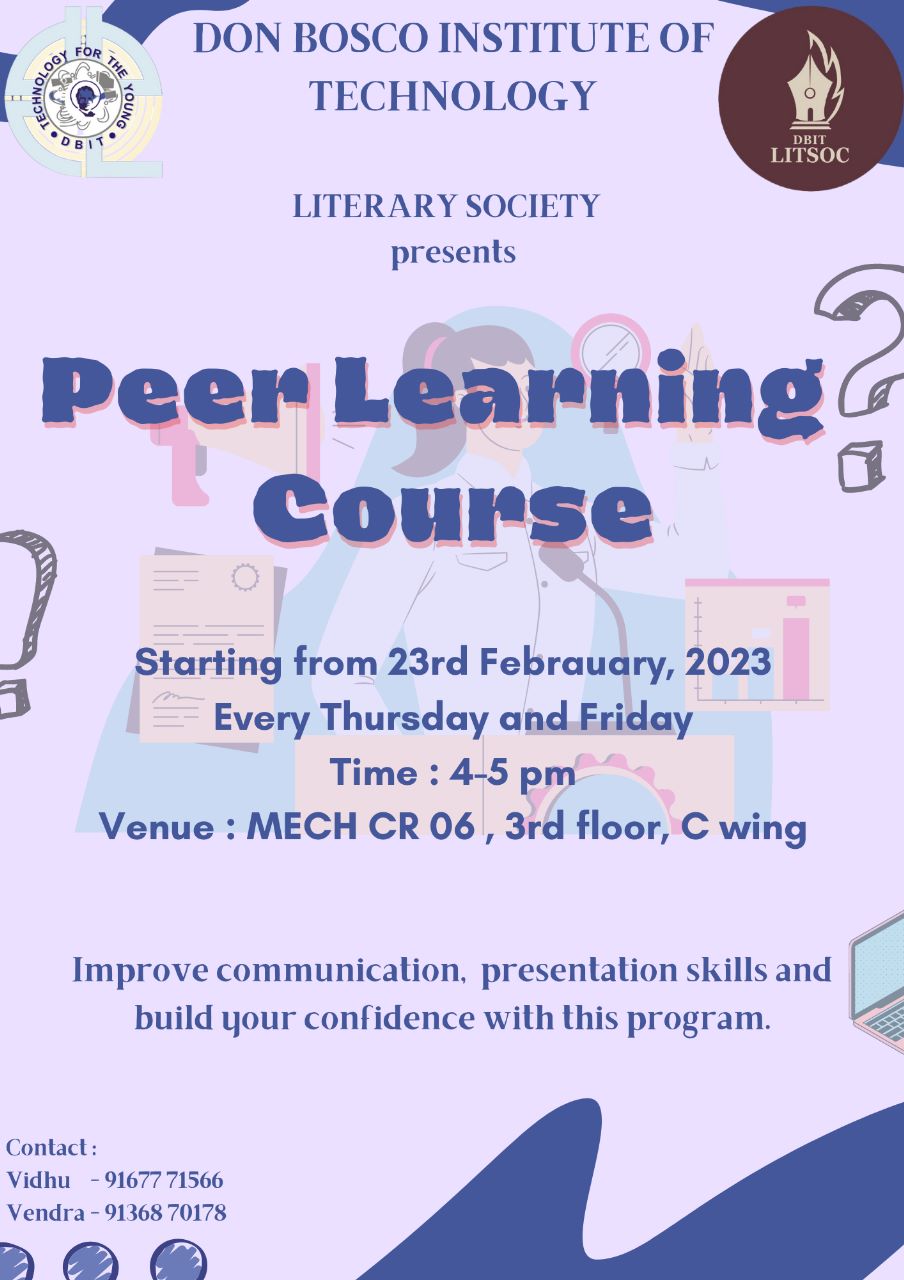 DON BOSCO INSTITUTE OF
TECHNOLOGY
TECHNOLOGY FOR THE YOUNG
DBIT
DBIT
LITSOC
LITERARY SOCIETY
presents
Peer Learning
Course
Starting from 23rd Febrauary, 2023
Every Thursday and Friday
Time : 4-5 pm
Venue : MECH CR 06 , 3rd floor, C wing
Improve communication, presentation skills and
build your confidence with this program.
Contact :
Vidhu - 91677 71566
Vendra - 91368 70178